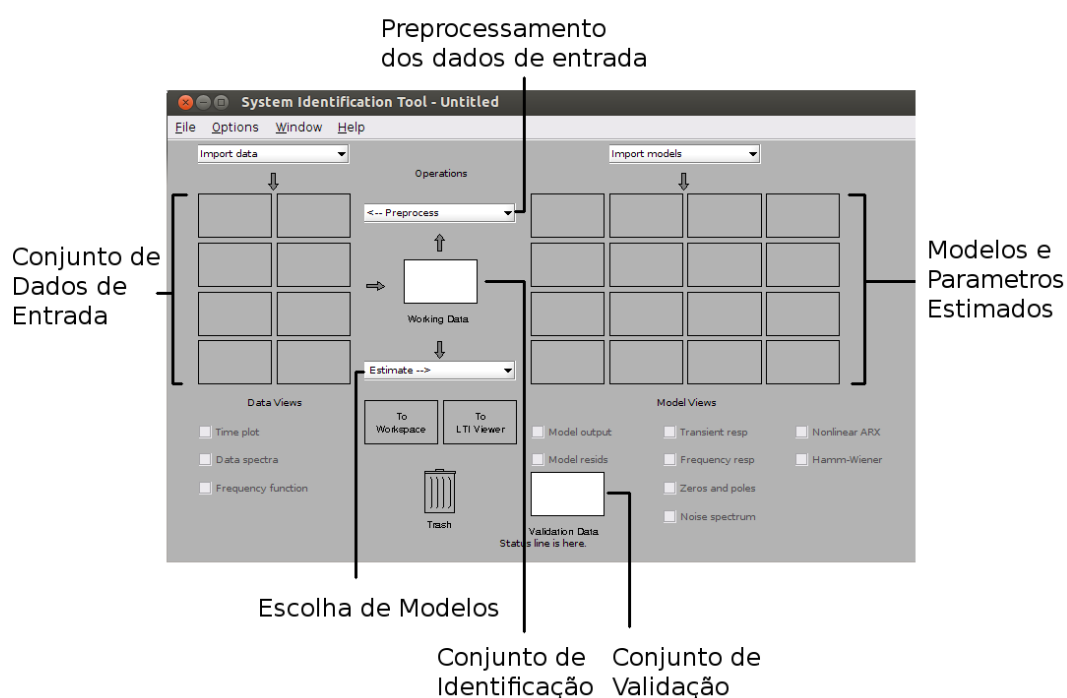 Preprocessamento
dos dados de entrada
System Identification Tool - Untitled
File Options Window Help
Import data
Import models
Operations
<-- Preprocess
Conjunto de
Dados de
Entrada
Modelos e
Parametros
Estimados
Working Data
Estimate -->
Data Views
Model Views
To
Workspace
To
LTI Viewer
Time plot
Data spectra
Frequency function
Model output
Transient resp
Nonlinear ARX
Model resids
Frequency resp
Hamm-Wiener
Zeros and poles
Noise spectrum
Trash
Validation Data
Status line is here.
Escolha de Modelos
Conjunto de
Identificação
Conjunto de
Validação